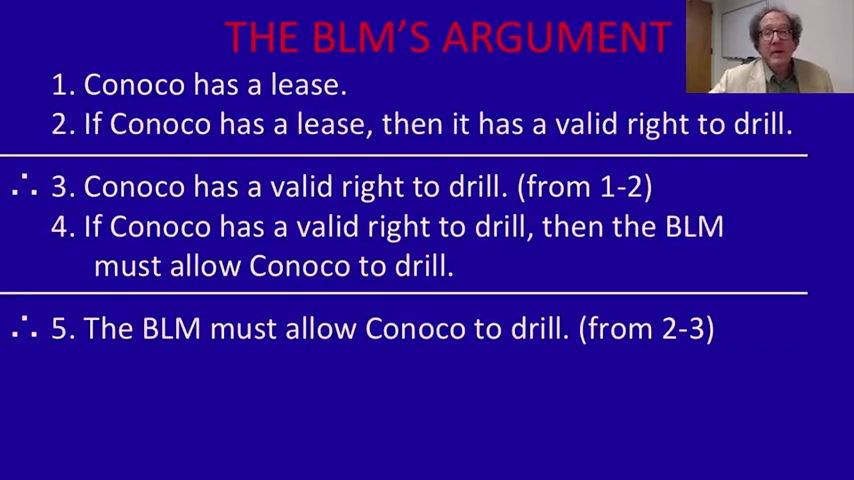 THE BLM'S ARGUMENT
1. Conoco has a lease.
2. If Conoco has a lease, then it has a valid right to drill.
∴ 3. Conoco has a valid right to drill. (from 1-2)
4. If Conoco has a valid right to drill, then the BLM
must allow Conoco to drill.
∴ 5. The BLM must allow Conoco to drill. (from 2-3)